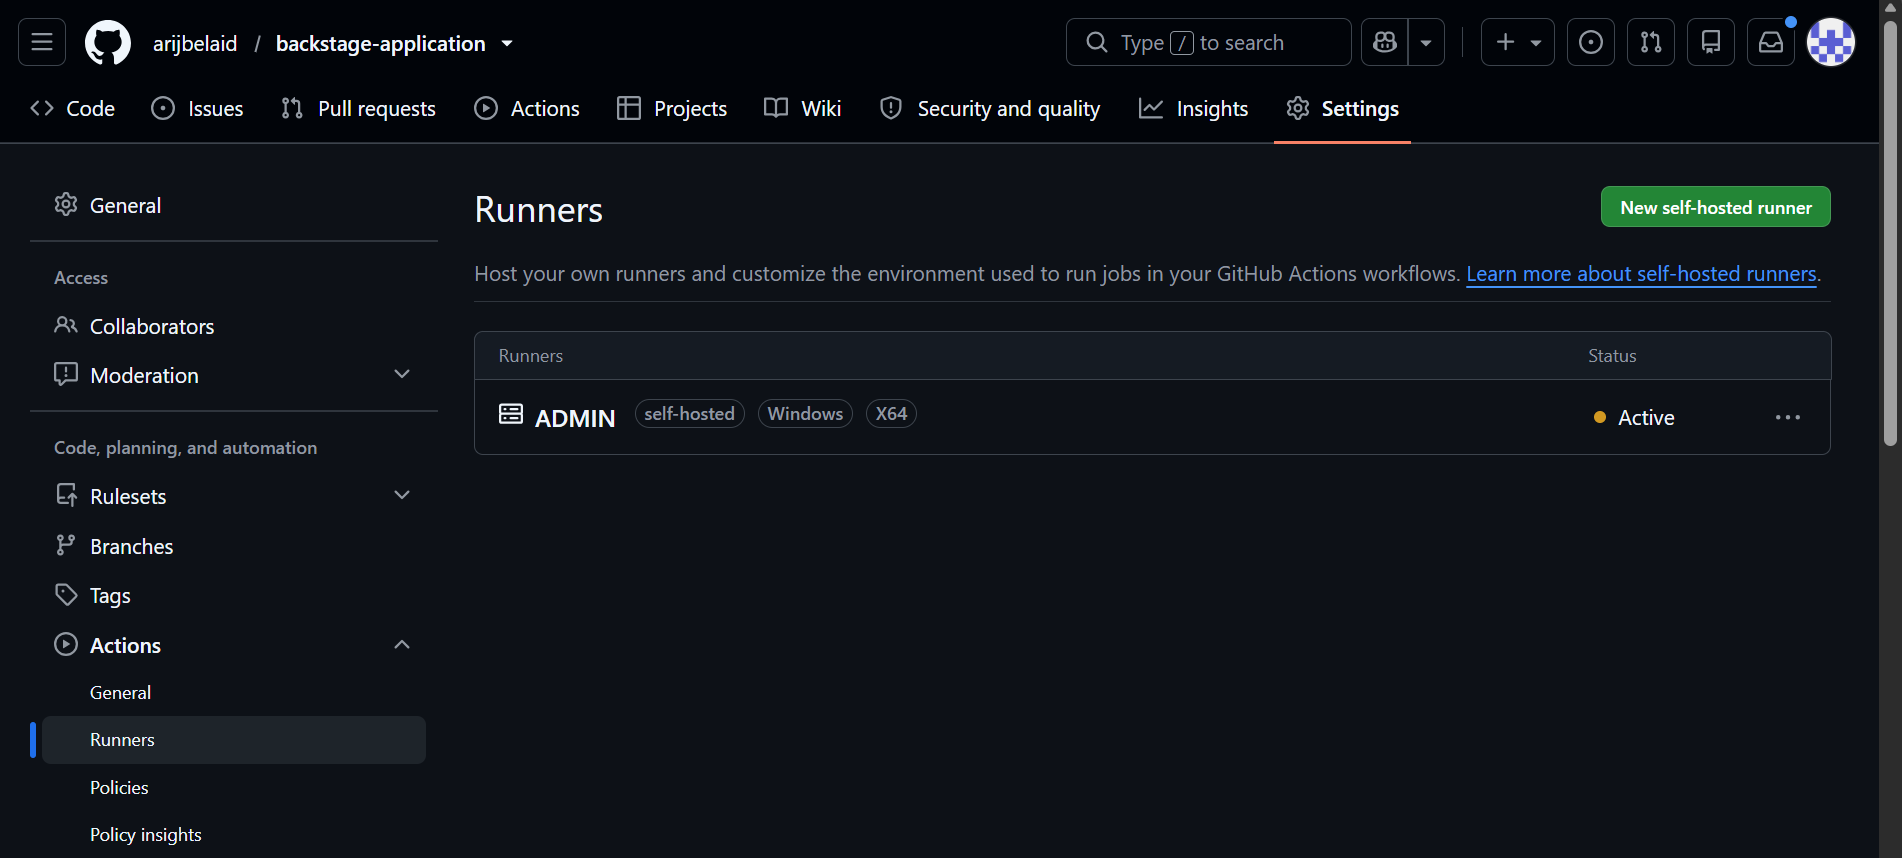 arijbelaid / backstage-application
Type / to search
Code
Issues
Pull requests
Actions
Projects
Wiki
Security and quality
Insights
Settings
General
Access
Collaborators
Moderation
Code, planning, and automation
Rulesets
Branches
Tags
Actions
General
Runners
Policies
Policy insights
Runners
New self-hosted runner
Host your own runners and customize the environment used to run jobs in your GitHub Actions workflows. Learn more about self-hosted runners.
Runners Status
ADMIN self-hosted Windows X64 Active